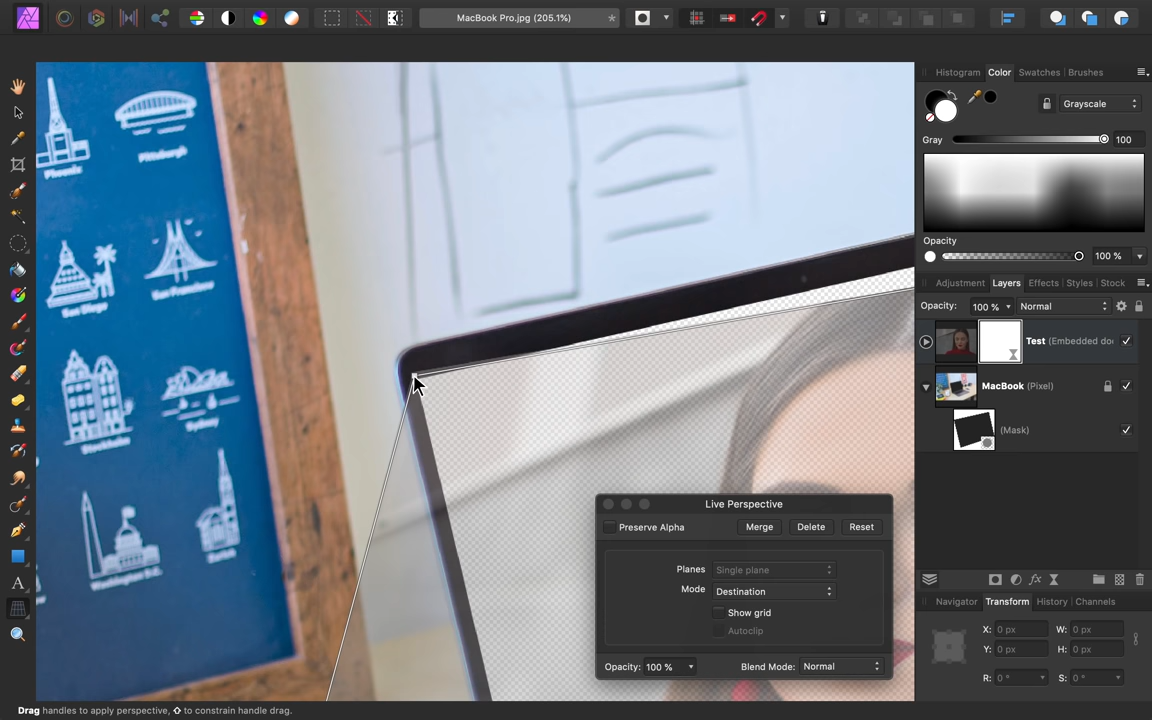 MacBook Pro.jpg (205.1%)
*
Histogram
Color
Swatches
Brushes
Grayscale
Gray
100
Opacity
100 %
Adjustment
Layers
Effects
Styles
Stock
Opacity: 100 %
Normal
Test (Embedded do
MacBook (Pixel)
(Mask)
Navigator
Transform
History
Channels
X: 0 px
W: 0 px
Y: 0 px
H: 0 px
R: 0 °
S: 0 °
Phoenix
Pittsburgh
San Diego
San Francisco
Stockholm
Sydney
Washington D.C.
Zurich
Live Perspective
Preserve Alpha
Merge
Delete
Reset
Planes
Single plane
Mode
Destination
Show grid
Autoclip
Opacity: 100 %
Blend Mode: Normal
A
Drag handles to apply perspective, ⇧ to constrain handle drag.